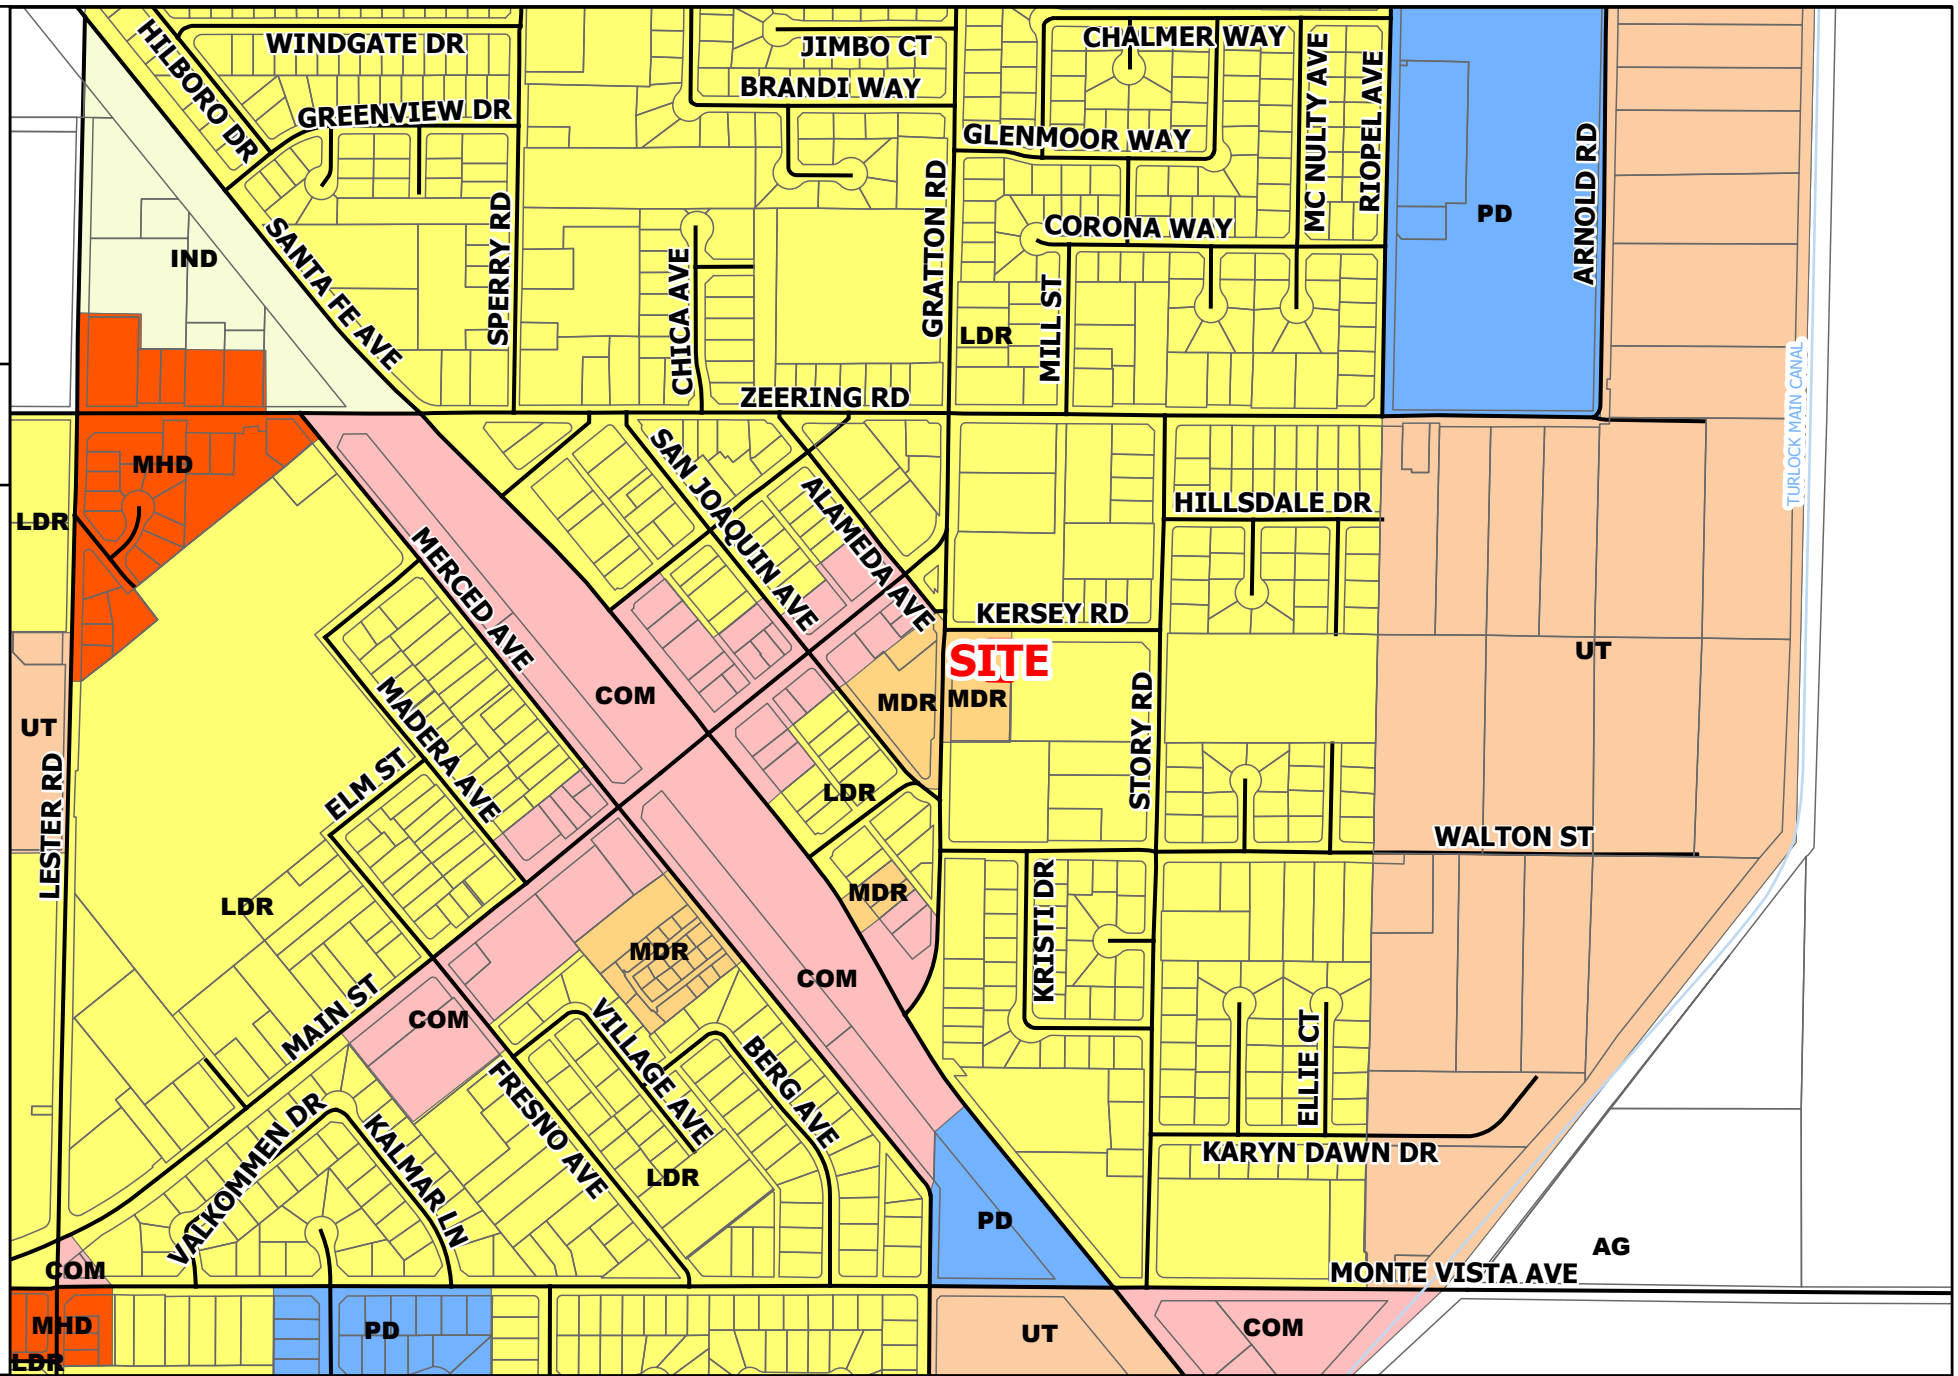 HILBORO DR
WINDGATE DR
JIMBO CT
CHALMER WAY
MC NULTY AVE
RIOPEL AVE
BRANDI WAY
GREENVIEW DR
GLENMOOR WAY
ARNOLD RD
PD
SPERRY RD
GRATTON RD
CORONA WAY
IND
SANTA FE AVE
CHICA AVE
MILL ST
LDR
TURLOCK MAIN CANAL
ZEERING RD
MHD
SAN JOAQUIN AVE
ALAMEDA AVE
HILLSDALE DR
LDR
MERCED AVE
KERSEY RD
SITE
UT
COM
MDR
MDR
MADERA AVE
STORY RD
UT
ELM ST
LDR
LESTER RD
WALTON ST
MDR
KRISTI DR
LDR
MDR
COM
MAIN ST
COM
VILLAGE AVE
BERG AVE
ELLIE CT
FRESNO AVE
VALKOMMEN DR
KALMAR LN
KARYN DAWN DR
LDR
PD
AG
COM
MONTE VISTA AVE
MHD
PD
UT
COM
LDR